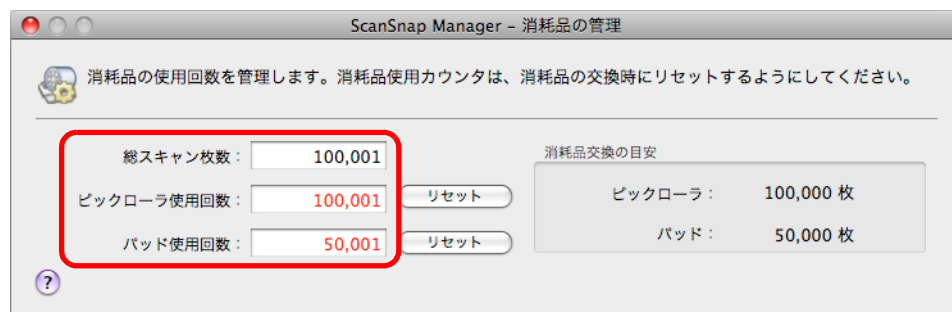 ScanSnap Manager – 消耗品の管理
消耗品の使用回数を管理します。消耗品使用カウンタは、消耗品の交換時にリセットするようにしてください。
総スキャン枚数： 100,001
ピックローラ使用回数： 100,001 リセット
パッド使用回数： 50,001 リセット
消耗品交換の目安
ピックローラ： 100,000 枚
パッド： 50,000 枚
?